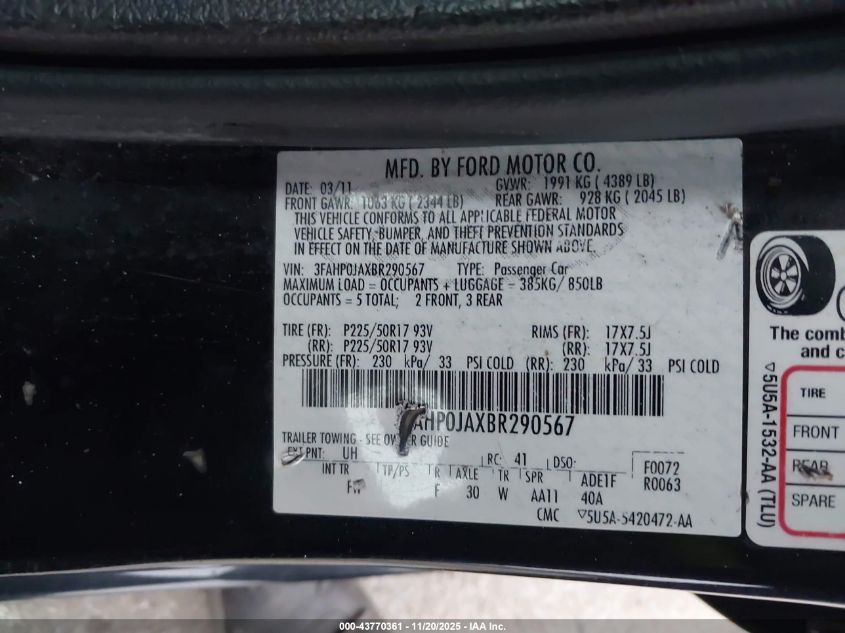 MFD. BY FORD MOTOR CO.
DATE: 03/11 GVWR: 1991 KG ( 4389 LB)
FRONT GAWR: 1063 KG ( 2344 LB) REAR GAWR: 928 KG ( 2045 LB)
THIS VEHICLE CONFORMS TO ALL APPLICABLE FEDERAL MOTOR
VEHICLE SAFETY, BUMPER, AND THEFT PREVENTION STANDARDS
IN EFFECT ON THE DATE OF MANUFACTURE SHOWN ABOVE.
VIN: 3FAHP0JAXBR290567 TYPE: Passenger Car
MAXIMUM LOAD = OCCUPANTS + LUGGAGE = 385KG/ 850LB
OCCUPANTS = 5 TOTAL; 2 FRONT, 3 REAR
TIRE (FR): P225/50R17 93V RIMS (FR): 17X7.5J
(RR): P225/50R17 93V (RR): 17X7.5J
PRESSURE (FR): 230 kPa/ 33 PSI COLD (RR): 230 kPa/ 33 PSI COLD
AHP0JAXBR290567
TRAILER TOWING - SEE OWNER GUIDE
EXT PNT: UH RC: 41 DSO: F0072
INT TR TP/PS R AXLE TR SPR ADE1F R0063
F 30 W AA11 40A
CMC ▽5U5A-5420472-AA
The comb
and c
TIRE
FRONT
REAR
SPARE
▽5U5A-1532-AA (TLU)
000-43770361 - 11/20/2025 - IAA Inc.